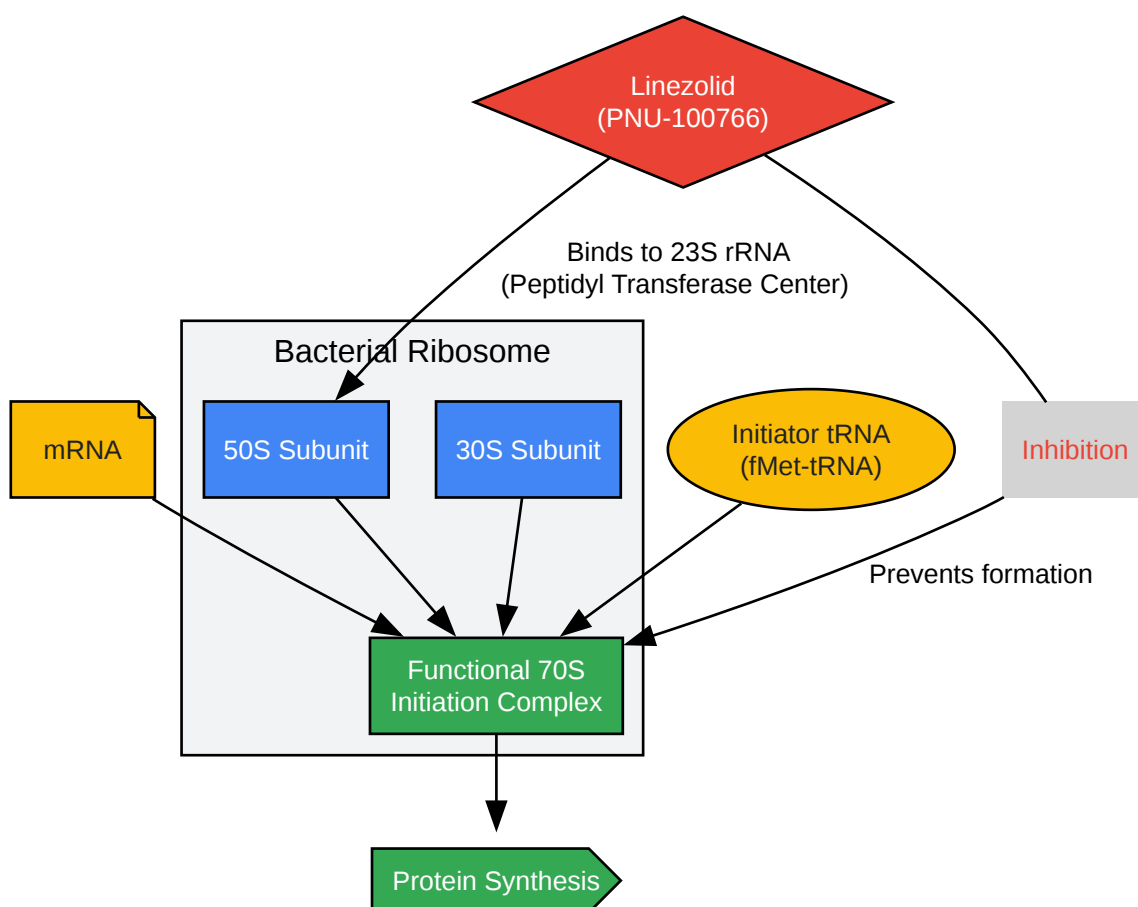 Linezolid
(PNU-100766)
Binds to 23S rRNA
(Peptidyl Transferase Center)
Bacterial Ribosome
mRNA
50S Subunit
30S Subunit
Initiator tRNA
(fMet-tRNA)
Inhibition
Prevents formation
Functional 70S
Initiation Complex
Protein Synthesis